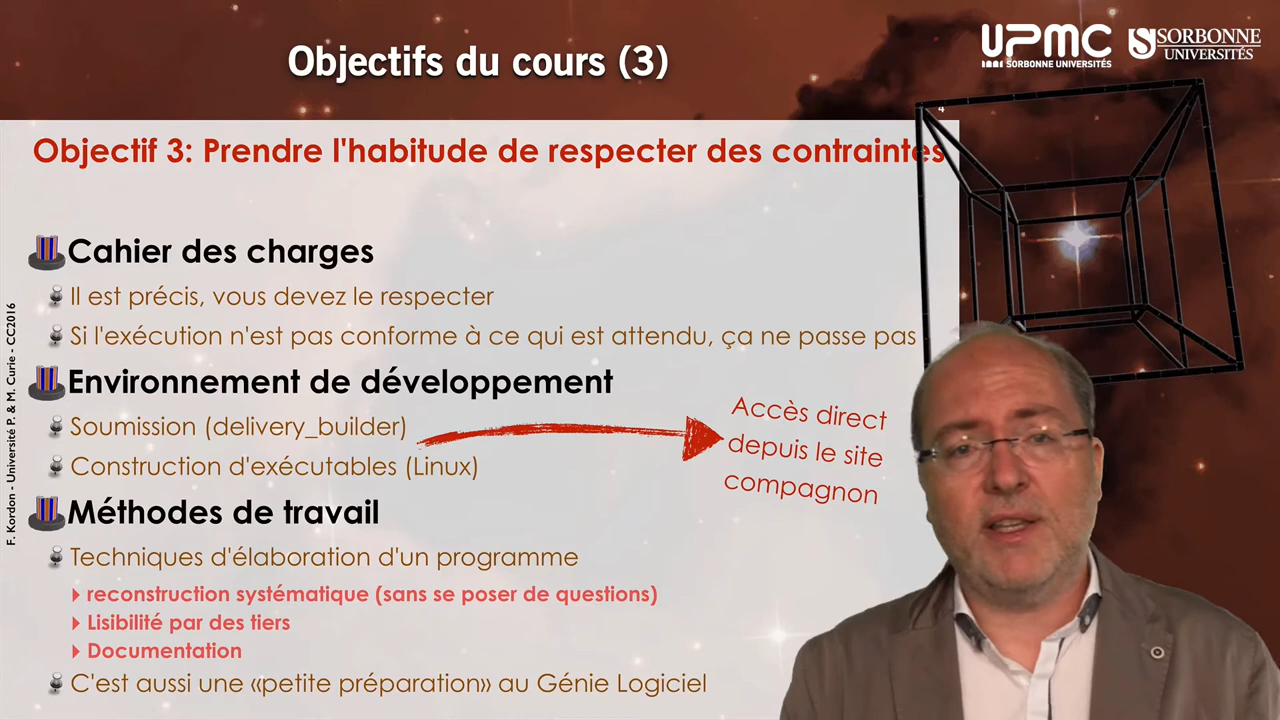 Objectifs du cours (3)
UPMC
SORBONNE UNIVERSITÉS
SORBONNE
UNIVERSITÉS
4
Objectif 3: Prendre l'habitude de respecter des contraintes
Cahier des charges
Il est précis, vous devez le respecter
Si l'exécution n'est pas conforme à ce qui est attendu, ça ne passe pas
Environnement de développement
Soumission (delivery_builder)
Construction d'exécutables (Linux)
Accès direct
depuis le site
compagnon
Méthodes de travail
Techniques d'élaboration d'un programme
reconstruction systématique (sans se poser de questions)
Lisibilité par des tiers
Documentation
C'est aussi une «petite préparation» au Génie Logiciel
F. Kordon - Université P. & M. Curie - CC2016